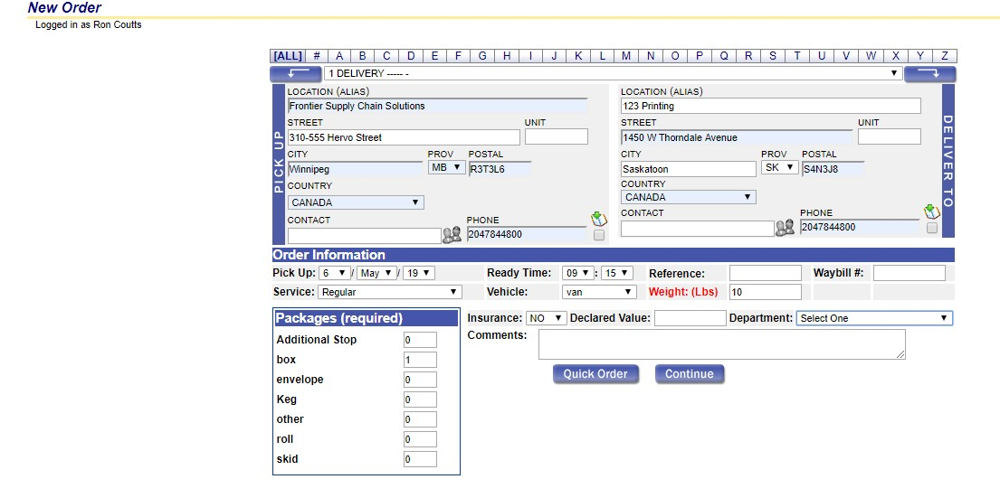 New Order
Logged in as Ron Coutts
[ALL] # A B C D E F G H I J K L M N O P Q R S T U V W X Y Z
1 DELIVERY ----- -
PICK UP
LOCATION (ALIAS)
Frontier Supply Chain Solutions
STREET UNIT
310-555 Hervo Street
CITY PROV POSTAL
Winnipeg MB R3T3L6
COUNTRY
CANADA
CONTACT PHONE
2047844800
LOCATION (ALIAS)
123 Printing
STREET UNIT
1450 W Thorndale Avenue
CITY PROV POSTAL
Saskatoon SK S4N3J8
COUNTRY
CANADA
CONTACT PHONE
2047844800
DELIVER TO
Order Information
Pick Up: 6 / May / 19 Ready Time: 09 : 15 Reference: Waybill #:
Service: Regular Vehicle: van Weight: (Lbs) 10
Packages (required)
Additional Stop 0
box 1
envelope 0
Keg 0
other 0
roll 0
skid 0
Insurance: NO Declared Value: Department: Select One
Comments:
Quick Order Continue